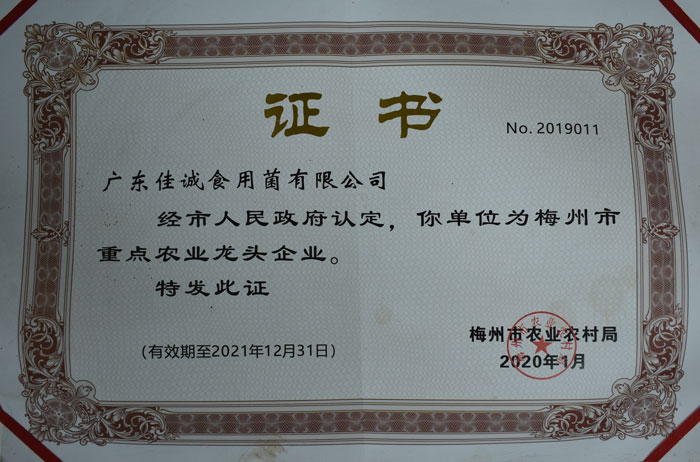 证书
No. 2019011
广东佳诚食用菌有限公司
经市人民政府认定，你单位为梅州市
重点农业龙头企业。
特发此证
梅州市农业农村局
（有效期至2021年12月31日）
2020年1月